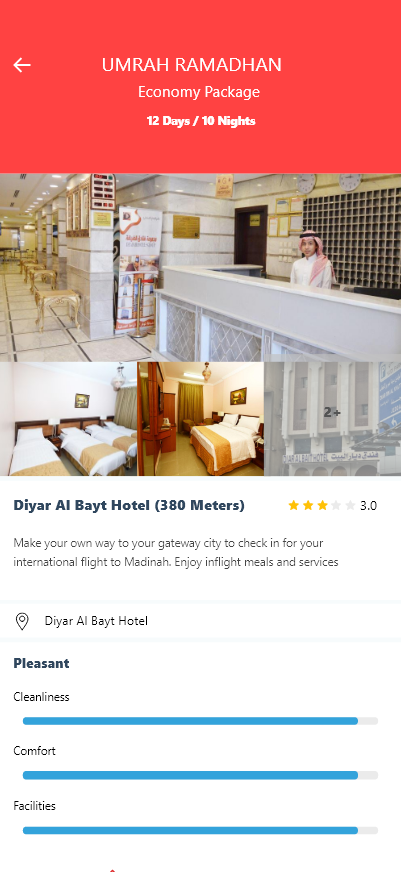 UMRAH RAMADHAN
Economy Package
12 Days / 10 Nights
2+
Diyar Al Bayt Hotel (380 Meters)
3.0
Make your own way to your gateway city to check in for your
international flight to Madinah. Enjoy inflight meals and services
Diyar Al Bayt Hotel
Pleasant
Cleanliness
Comfort
Facilities